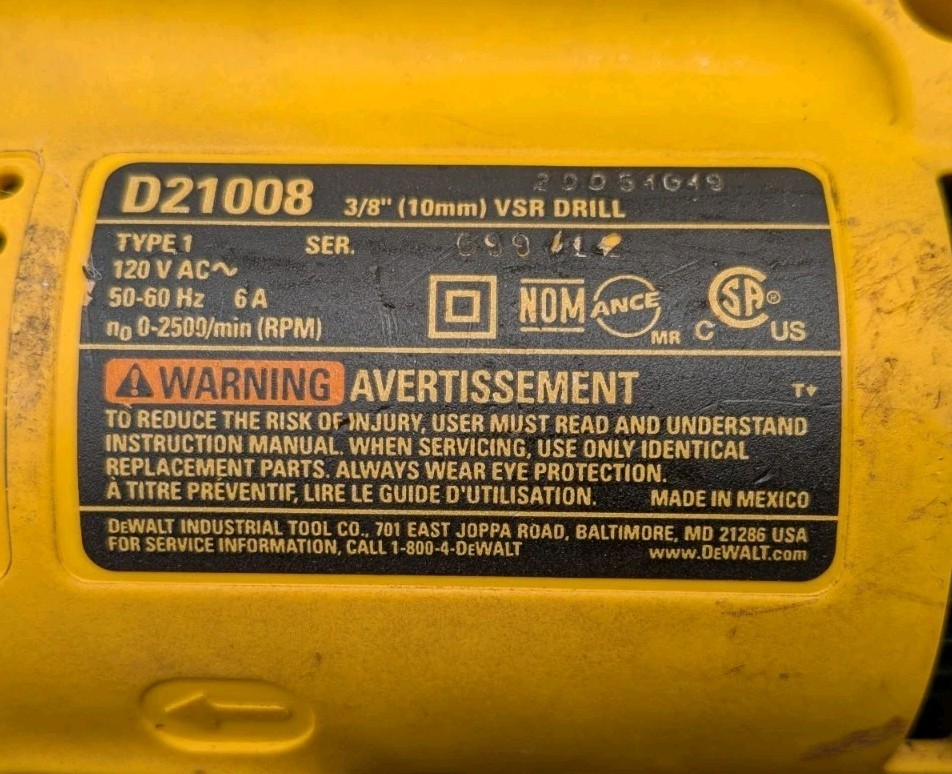 D21008 3/8" (10mm) VSR DRILL
TYPE 1 SER.
120 V AC~
50-60 Hz 6 A
n₀ 0-2500/min (RPM)
NOM ANCE MR
C SA® US
⚠WARNING AVERTISSEMENT T+
TO REDUCE THE RISK OF INJURY, USER MUST READ AND UNDERSTAND
INSTRUCTION MANUAL. WHEN SERVICING, USE ONLY IDENTICAL
REPLACEMENT PARTS. ALWAYS WEAR EYE PROTECTION.
À TITRE PRÉVENTIF, LIRE LE GUIDE D'UTILISATION. MADE IN MEXICO
DEWALT INDUSTRIAL TOOL CO., 701 EAST JOPPA ROAD, BALTIMORE, MD 21286 USA
FOR SERVICE INFORMATION, CALL 1-800-4-DEWALT www.DEWALT.com